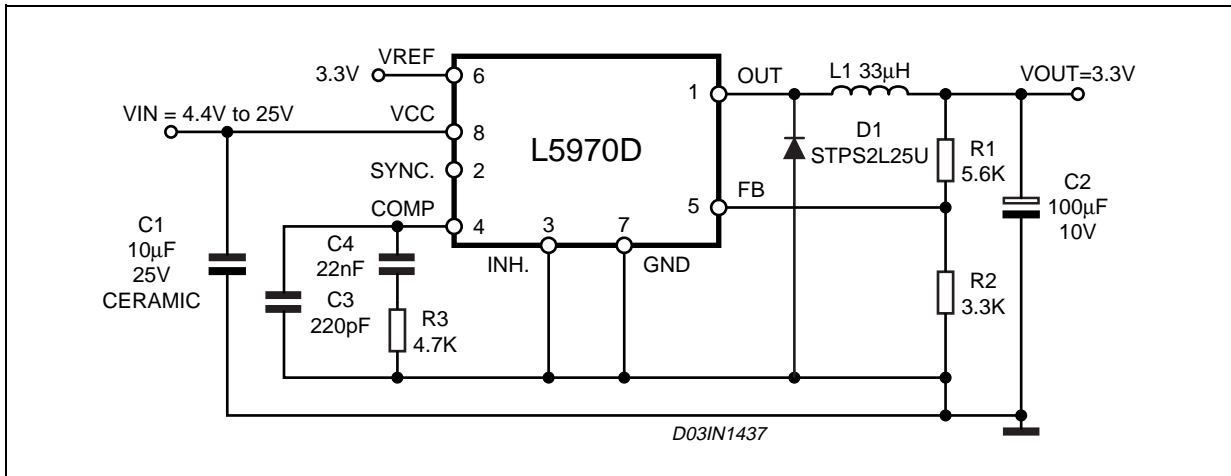 VREF
3.3V
6
VIN = 4.4V to 25V
VCC
8
SYNC.
2
COMP
4
L5970D
3
INH.
7
GND
OUT
1
FB
5
L1 33μH
VOUT=3.3V
D1
STPS2L25U
R1
5.6K
C2
100μF
10V
R2
3.3K
C1
10μF
25V
CERAMIC
C4
22nF
C3
220pF
R3
4.7K
D03IN1437